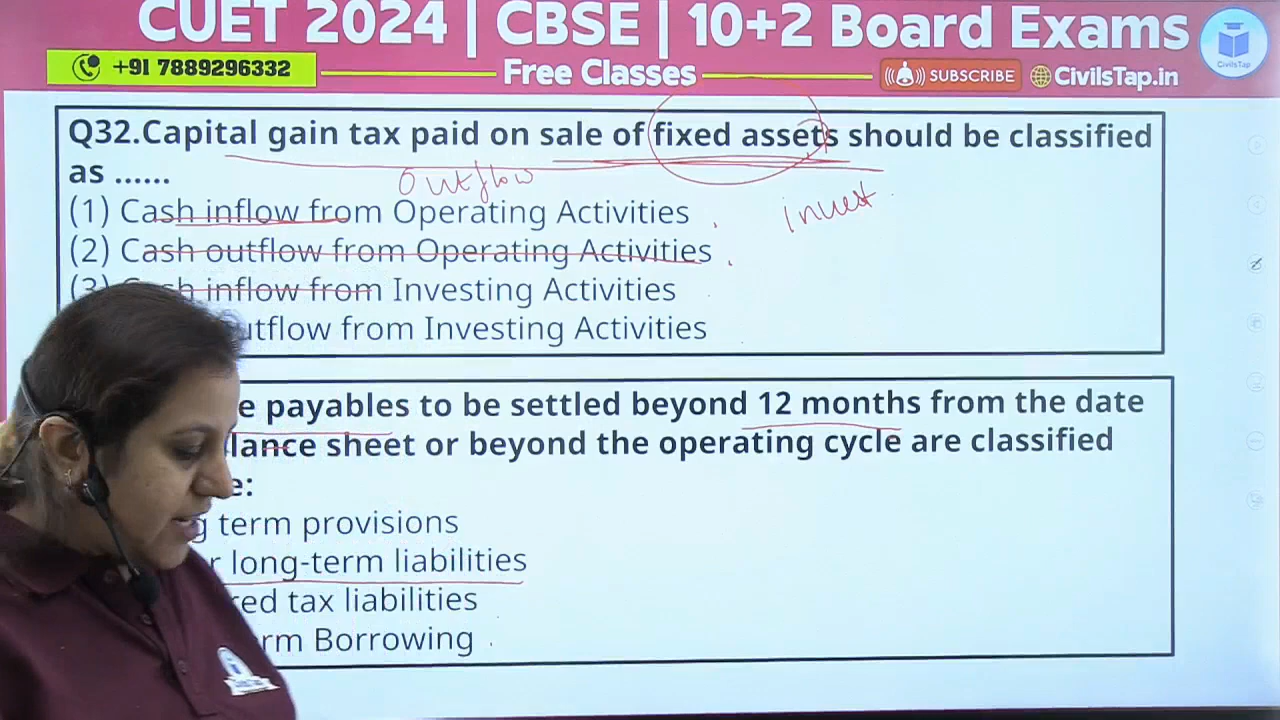 CUET 2024 | CBSE | 10+2 Board Exams
+91 7889296332
Free Classes
SUBSCRIBE
CivilsTap.in
CivilsTap
Q32.Capital gain tax paid on sale of fixed assets should be classified
as ......
outflow
invest
(1) Cash inflow from Operating Activities
(2) Cash outflow from Operating Activities
(3) Cash inflow from Investing Activities
utflow from Investing Activities
e payables to be settled beyond 12 months from the date
lance sheet or beyond the operating cycle are classified
e:
g term provisions
r long-term liabilities
red tax liabilities
rm Borrowing